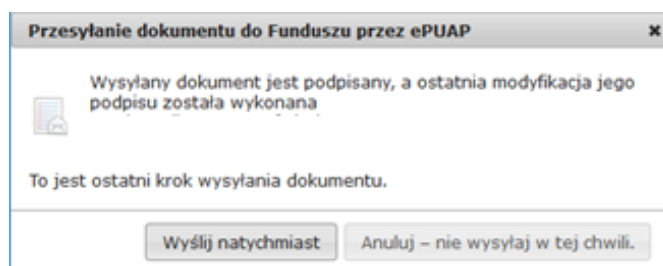 Przesyłanie dokumentu do Funduszu przez ePUAP
Wysyłany dokument jest podpisany, a ostatnia modyfikacja jego
podpisu została wykonana
To jest ostatni krok wysyłania dokumentu.
Wyślij natychmiast
Anuluj – nie wysyłaj w tej chwili.